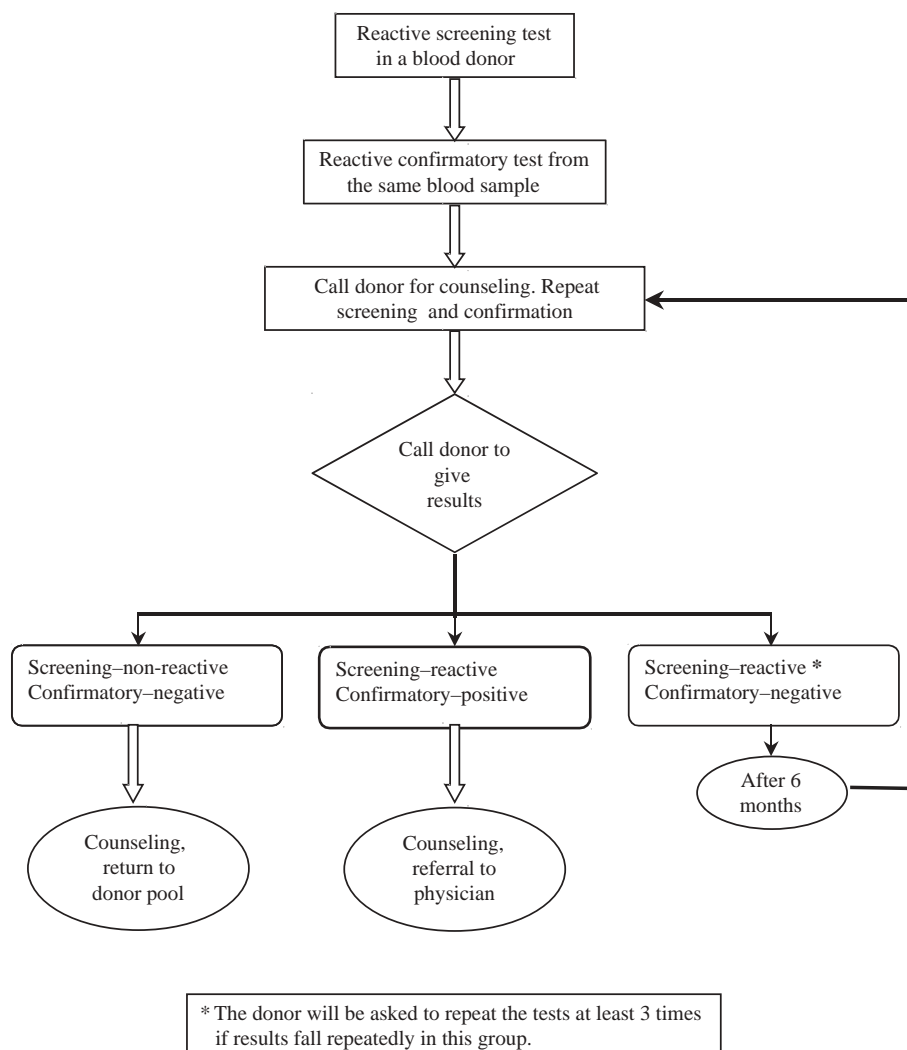 Reactive screening test
in a blood donor
Reactive confirmatory test from
the same blood sample
Call donor for counseling. Repeat
screening and confirmation
Call donor to
give
results
Screening–non-reactive
Confirmatory–negative
Screening–reactive
Confirmatory–positive
Screening–reactive *
Confirmatory–negative
After 6
months
Counseling,
return to
donor pool
Counseling,
referral to
physician
* The donor will be asked to repeat the tests at least 3 times
if results fall repeatedly in this group.